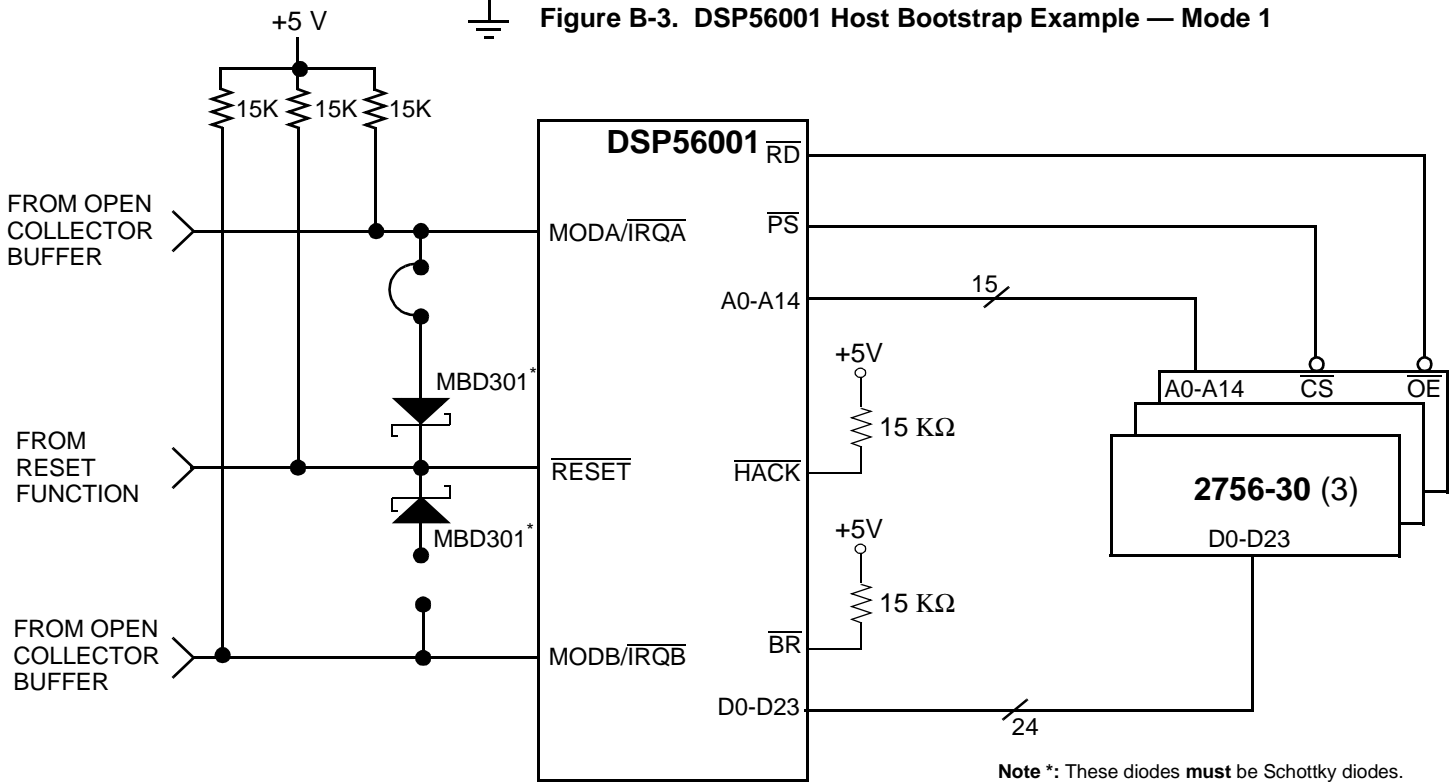 Figure B-3. DSP56001 Host Bootstrap Example — Mode 1
+5 V
15K 15K 15K
DSP56001
RD
FROM OPEN
COLLECTOR
BUFFER
MODA/IRQA
PS
A0-A14
15
+5V
15 KΩ
MBD301*
A0-A14 CS OE
FROM
RESET
FUNCTION
RESET
HACK
2756-30 (3)
D0-D23
MBD301*
+5V
15 KΩ
FROM OPEN
COLLECTOR
BUFFER
MODB/IRQB
BR
D0-D23
24
Note *: These diodes must be Schottky diodes.